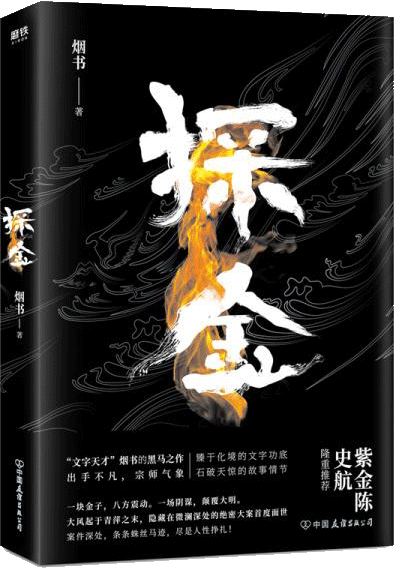 磨铁
烟书
著
探金
烟书
著
中国友谊出版公司
烟书
著
探金
“文字天才”烟书的黑马之作
出手不凡，宗师气象
臻于化境的文字功底
石破天惊的故事情节
紫金陈
史航
隆重推荐
一块金子，八方震动。一场阴谋，颠覆大明。
大风起于青萍之末，隐藏在微澜深处的绝密大案首度面世
案件深处，条条蛛丝马迹，尽是人性挣扎！
中国友谊出版公司